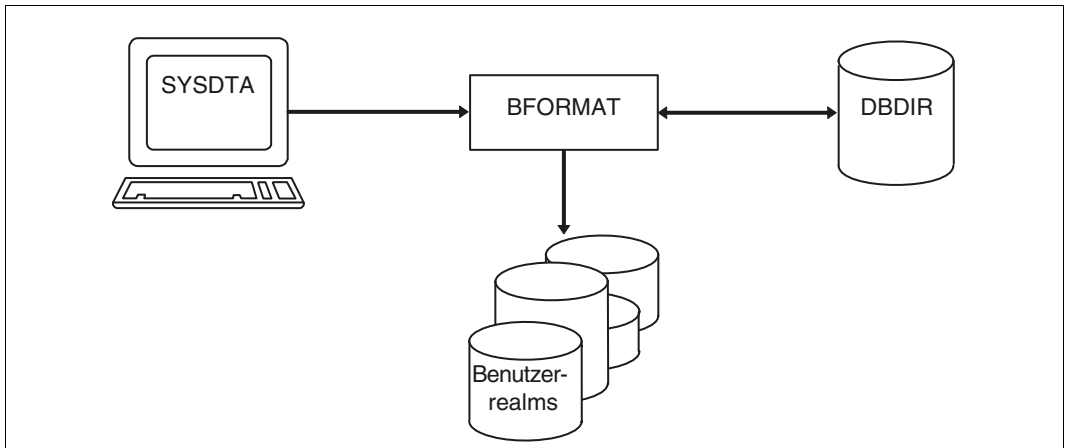 SYSDTA
BFORMAT
DBDIR
Benutzer-
realms